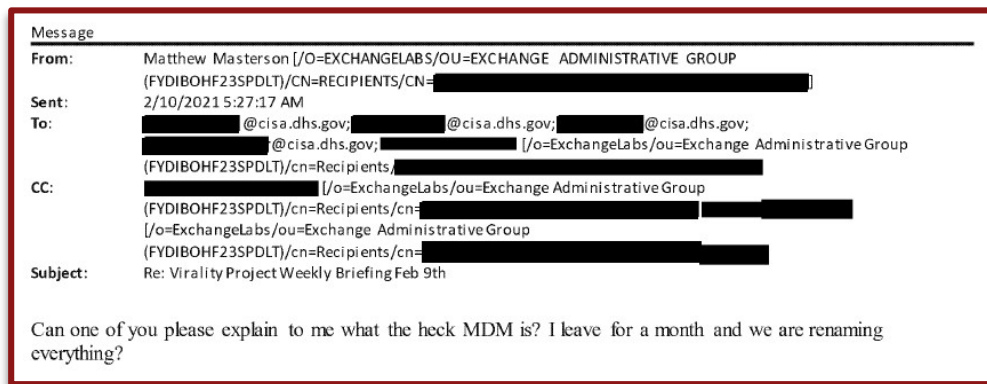 Message
From: Matthew Masterson [/O=EXCHANGELABS/OU=EXCHANGE ADMINISTRATIVE GROUP
(FYDIBOHF23SPDLT)/CN=RECIPIENTS/CN= ]
Sent: 2/10/2021 5:27:17 AM
To: @cisa.dhs.gov; @cisa.dhs.gov; @cisa.dhs.gov;
@cisa.dhs.gov; [/o=ExchangeLabs/ou=Exchange Administrative Group
(FYDIBOHF23SPDLT)/cn=Recipients/
CC: [/o=ExchangeLabs/ou=Exchange Administrative Group
(FYDIBOHF23SPDLT)/cn=Recipients/cn=
[/o=ExchangeLabs/ou=Exchange Administrative Group
(FYDIBOHF23SPDLT)/cn=Recipients/cn=
Subject: Re: Virality Project Weekly Briefing Feb 9th
Can one of you please explain to me what the heck MDM is? I leave for a month and we are renaming
everything?